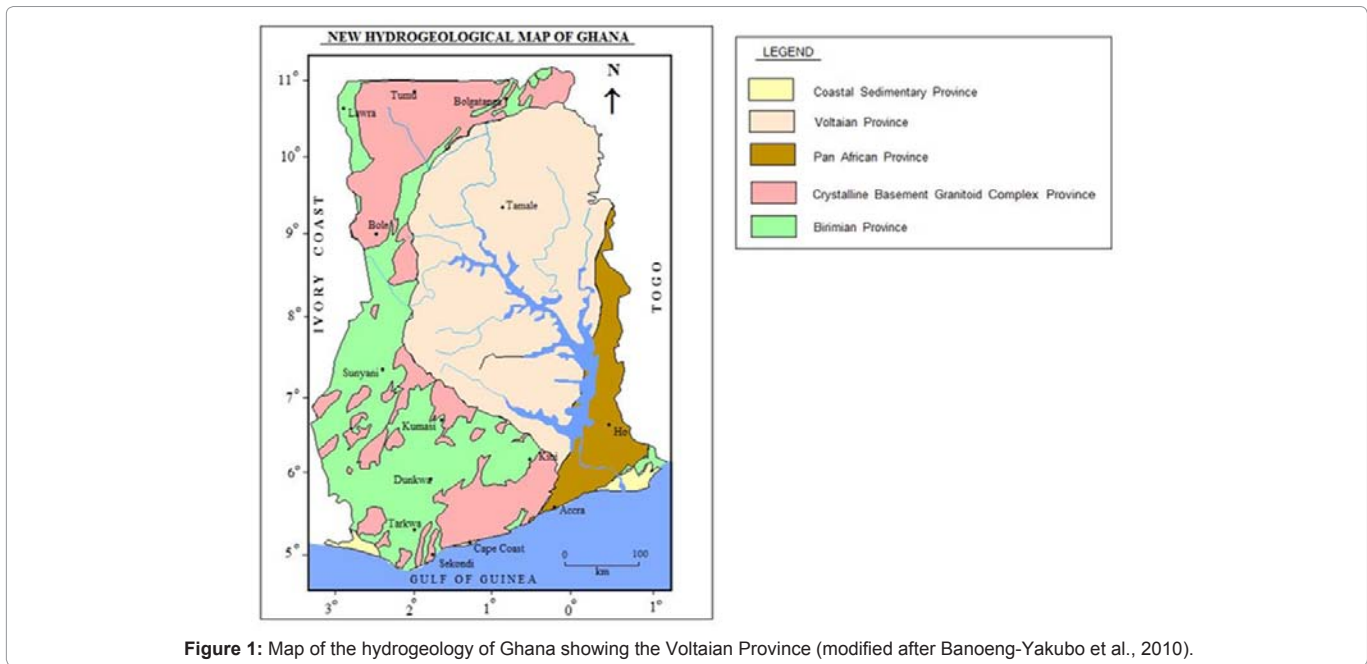 NEW HYDROGEOLOGICAL MAP OF GHANA
N
11°
10°
9°
8°
7°
6°
5°
3°
2°
1°
0°
1°
IVORY COAST
TOGO
Tumu
Bolgatanga
Lawra
Tamale
Bole
Sunyani
Kumasi
Ho
Kibi
Dunkwa
Accra
Tarkwa
Cape Coast
Sekondi
GULF OF GUINEA
0 100
km
LEGEND
Coastal Sedimentary Province
Voltaian Province
Pan African Province
Crystalline Basement Granitoid Complex Province
Birimian Province
Figure 1: Map of the hydrogeology of Ghana showing the Voltaian Province (modified after Banoeng-Yakubo et al., 2010).